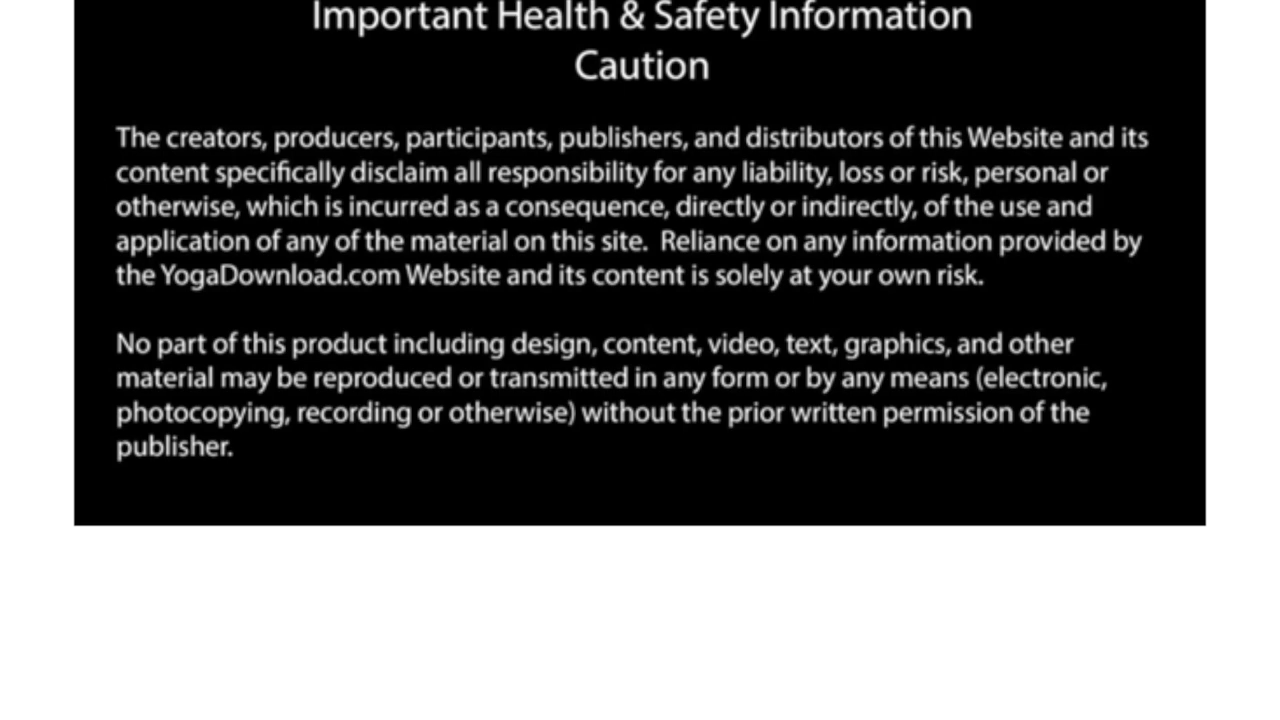 Important Health & Safety Information
Caution
The creators, producers, participants, publishers, and distributors of this Website and its
content specifically disclaim all responsibility for any liability, loss or risk, personal or
otherwise, which is incurred as a consequence, directly or indirectly, of the use and
application of any of the material on this site.  Reliance on any information provided by
the YogaDownload.com Website and its content is solely at your own risk.
No part of this product including design, content, video, text, graphics, and other
material may be reproduced or transmitted in any form or by any means (electronic,
photocopying, recording or otherwise) without the prior written permission of the
publisher.